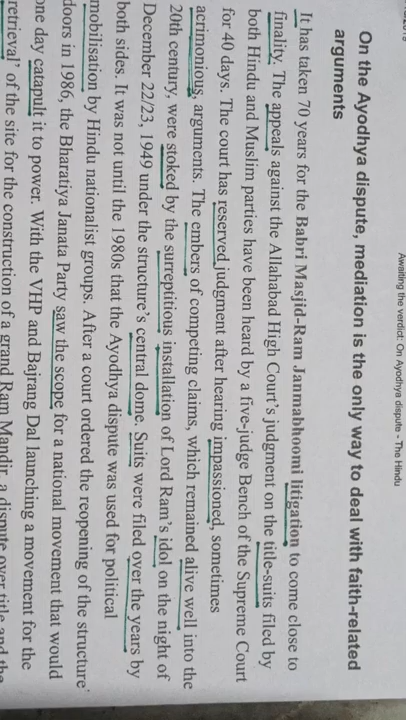 Awaiting the verdict: On Ayodhya dispute - The Hindu
On the Ayodhya dispute, mediation is the only way to deal with faith-related
arguments
It has taken 70 years for the Babri Masjid-Ram Janmabhoomi litigation to come close to
finality. The appeals against the Allahabad High Court's judgment on the title-suits filed by
both Hindu and Muslim parties have been heard by a five-judge Bench of the Supreme Court
for 40 days. The court has reserved judgment after hearing impassioned, sometimes
acrimonious, arguments. The embers of competing claims, which remained alive well into the
20th century, were stoked by the surreptitious installation of Lord Ram's idol on the night of
December 22/23, 1949 under the structure's central dome. Suits were filed over the years by
both sides. It was not until the 1980s that the Ayodhya dispute was used for political
mobilisation by Hindu nationalist groups. After a court ordered the reopening of the structure'
doors in 1986, the Bharatiya Janata Party saw the scope for a national movement that would
one day catapult it to power. With the VHP and Bajrang Dal launching a movement for the
retrieval' of the site for the construction of a grand Ram Mandir, a dispute over title and the